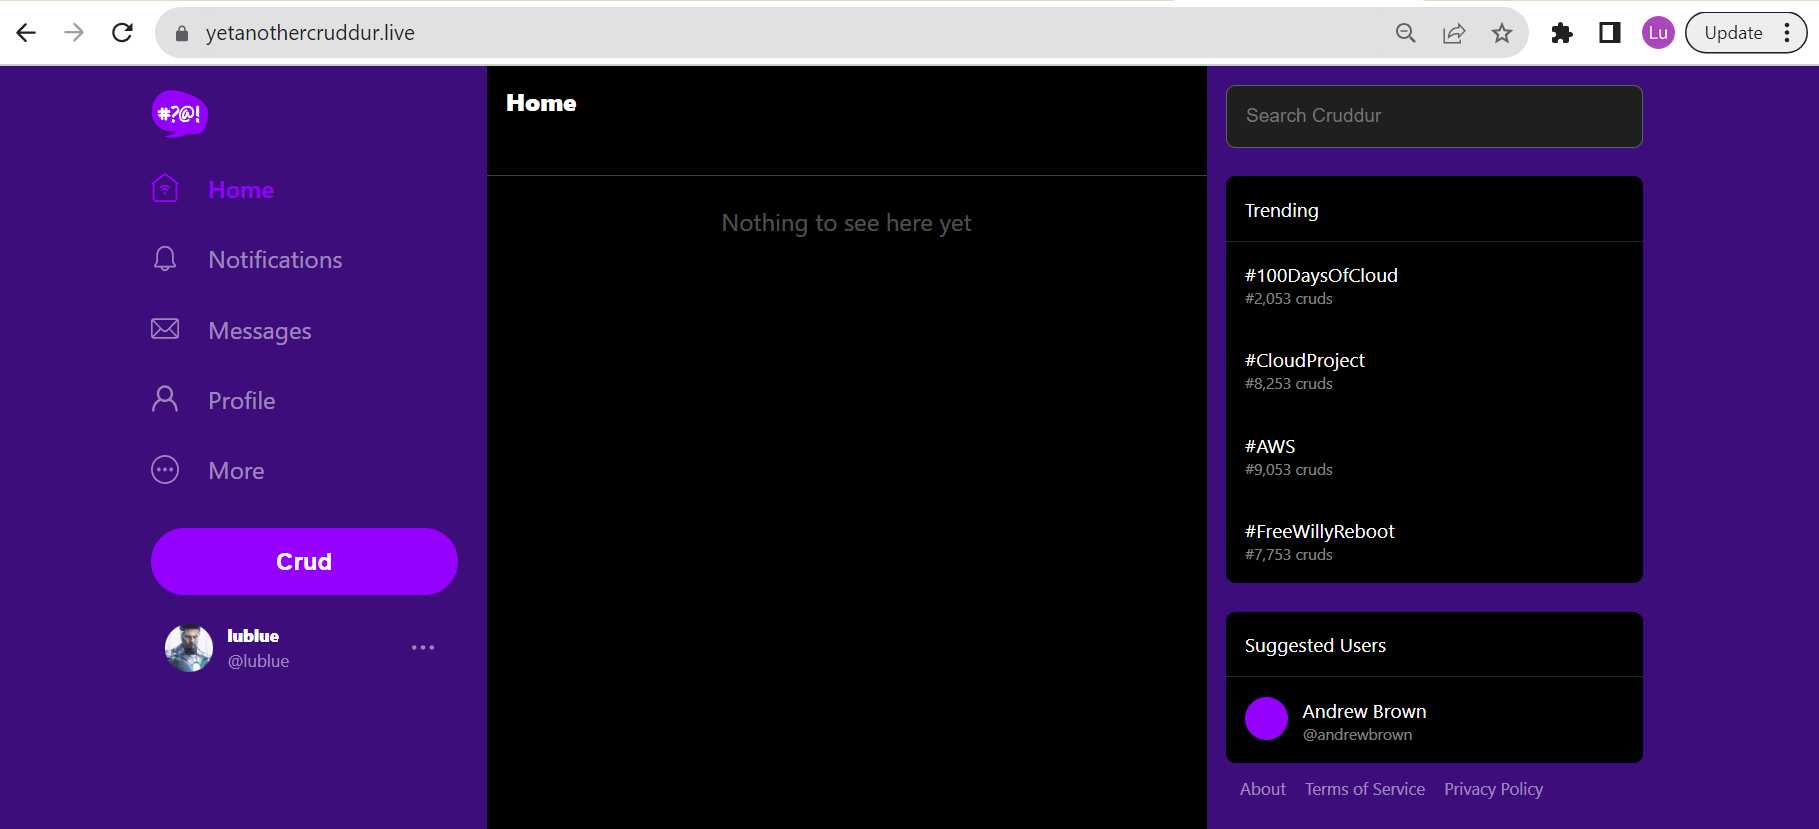 yetanothercruddur.live
Lu
Update
#?@!
Home
Notifications
Messages
Profile
More
Crud
lublue
@lublue
Home
Nothing to see here yet
Search Cruddur
Trending
#100DaysOfCloud
#2,053 cruds
#CloudProject
#8,253 cruds
#AWS
#9,053 cruds
#FreeWillyReboot
#7,753 cruds
Suggested Users
Andrew Brown
@andrewbrown
About Terms of Service Privacy Policy